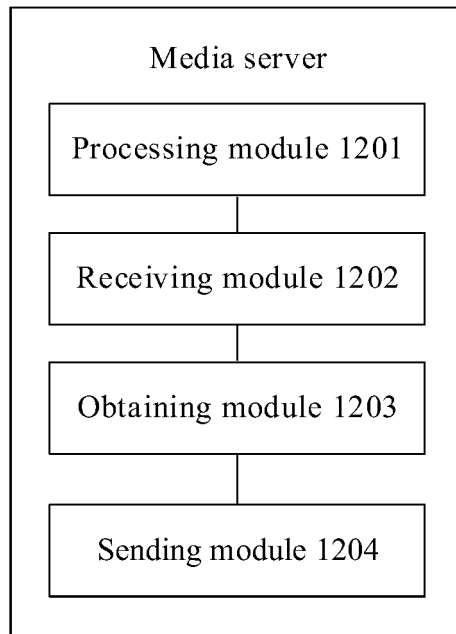 Media server
Processing module 1201
Receiving module 1202
Obtaining module 1203
Sending module 1204